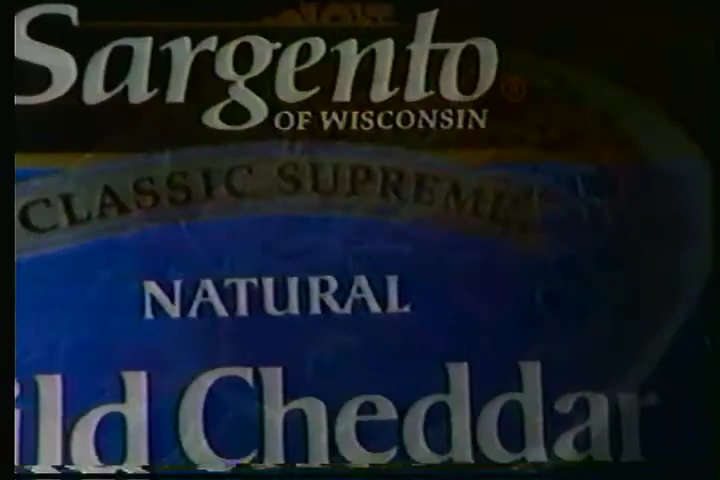 Sargento®
OF WISCONSIN
CLASSIC SUPREME
NATURAL
ild Cheddar